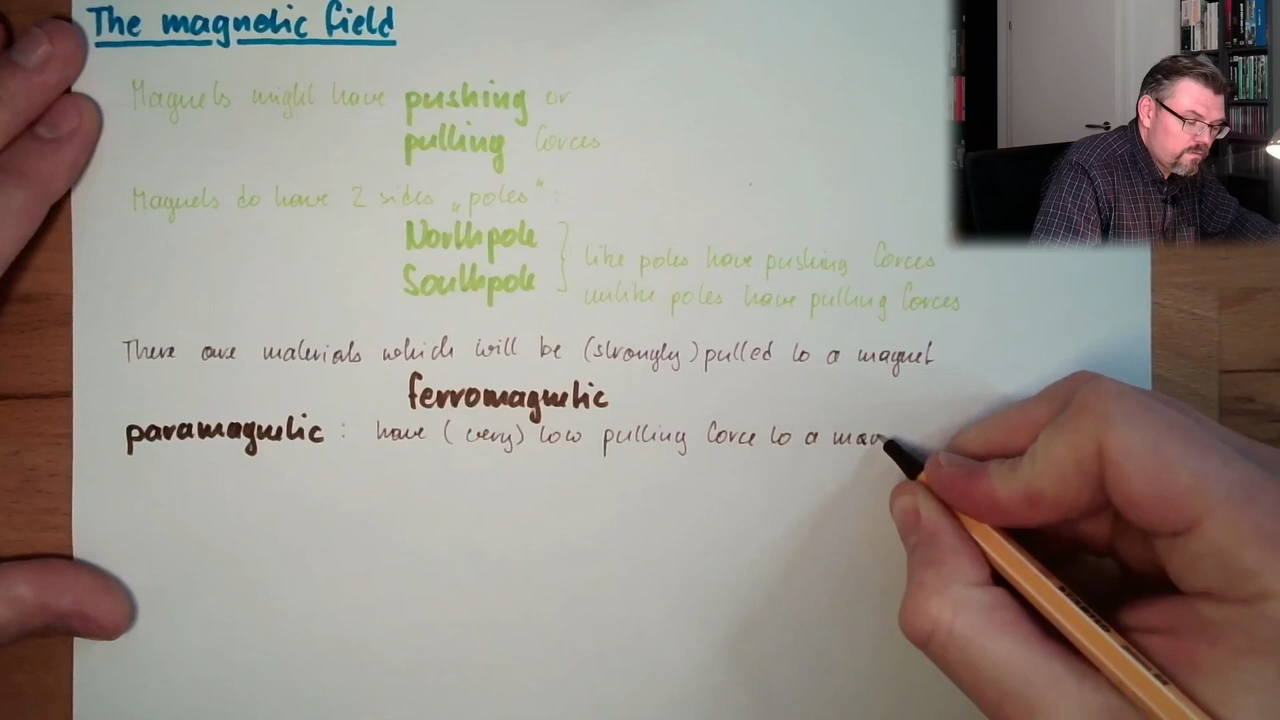 The magnetic field
Magnets might have pushing or
pulling forces
Magnets do have 2 sides „poles“:
Northpole
Southpole
like poles have pushing forces
unlike poles have pulling forces
There are materials which will be (strongly) pulled to a magnet
ferromagnetic
paramagnetic: have (very) low pulling force to a mag